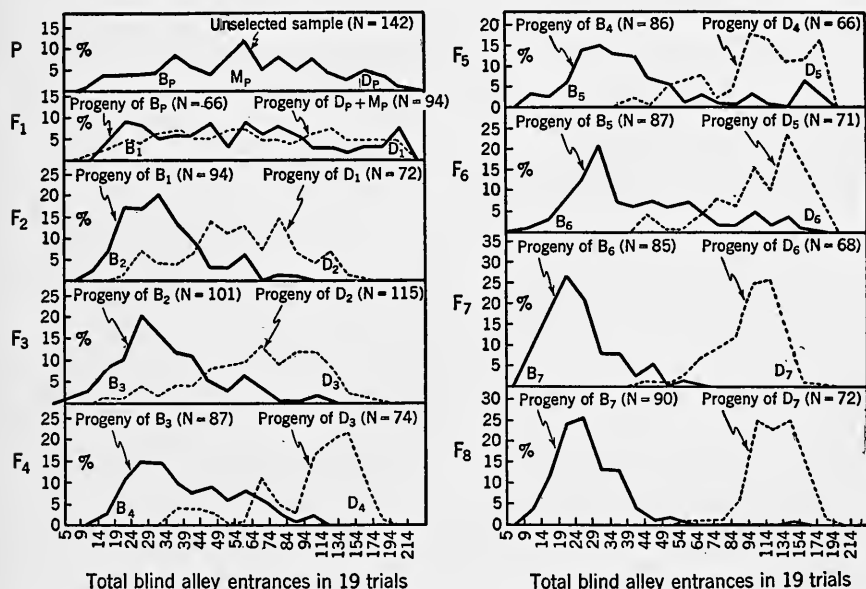 Unselected sample (N = 142)
P
15
10
5
%
B_P
M_P
D_P
Progeny of B_P (N = 66)
Progeny of D_P + M_P (N = 94)
F_1
10
5
%
B_1
D_1
Progeny of B_1 (N = 94)
Progeny of D_1 (N = 72)
F_2
25
20
15
10
5
%
B_2
D_2
Progeny of B_2 (N = 101)
Progeny of D_2 (N = 115)
F_3
25
20
15
10
5
%
B_3
D_3
Progeny of B_3 (N = 87)
Progeny of D_3 (N = 74)
F_4
25
20
15
10
5
0
%
B_4
D_4
5 9 14 19 24 29 34 39 44 49 54 64 74 84 94 114 134 154 174 194 214
Total blind alley entrances in 19 trials
Progeny of B_4 (N = 86)
Progeny of D_4 (N = 66)
F_5
20
15
10
5
0
%
B_5
D_5
Progeny of B_5 (N = 87)
Progeny of D_5 (N = 71)
F_6
25
20
15
10
5
0
%
B_6
D_6
Progeny of B_6 (N = 85)
Progeny of D_6 (N = 68)
F_7
35
30
25
20
15
10
5
%
B_7
D_7
Progeny of B_7 (N = 90)
Progeny of D_7 (N = 72)
F_8
30
25
20
15
10
5
0
%
5 9 14 19 24 29 34 39 44 49 54 64 74 84 94 114 134 154 174 194 214
Total blind alley entrances in 19 trials